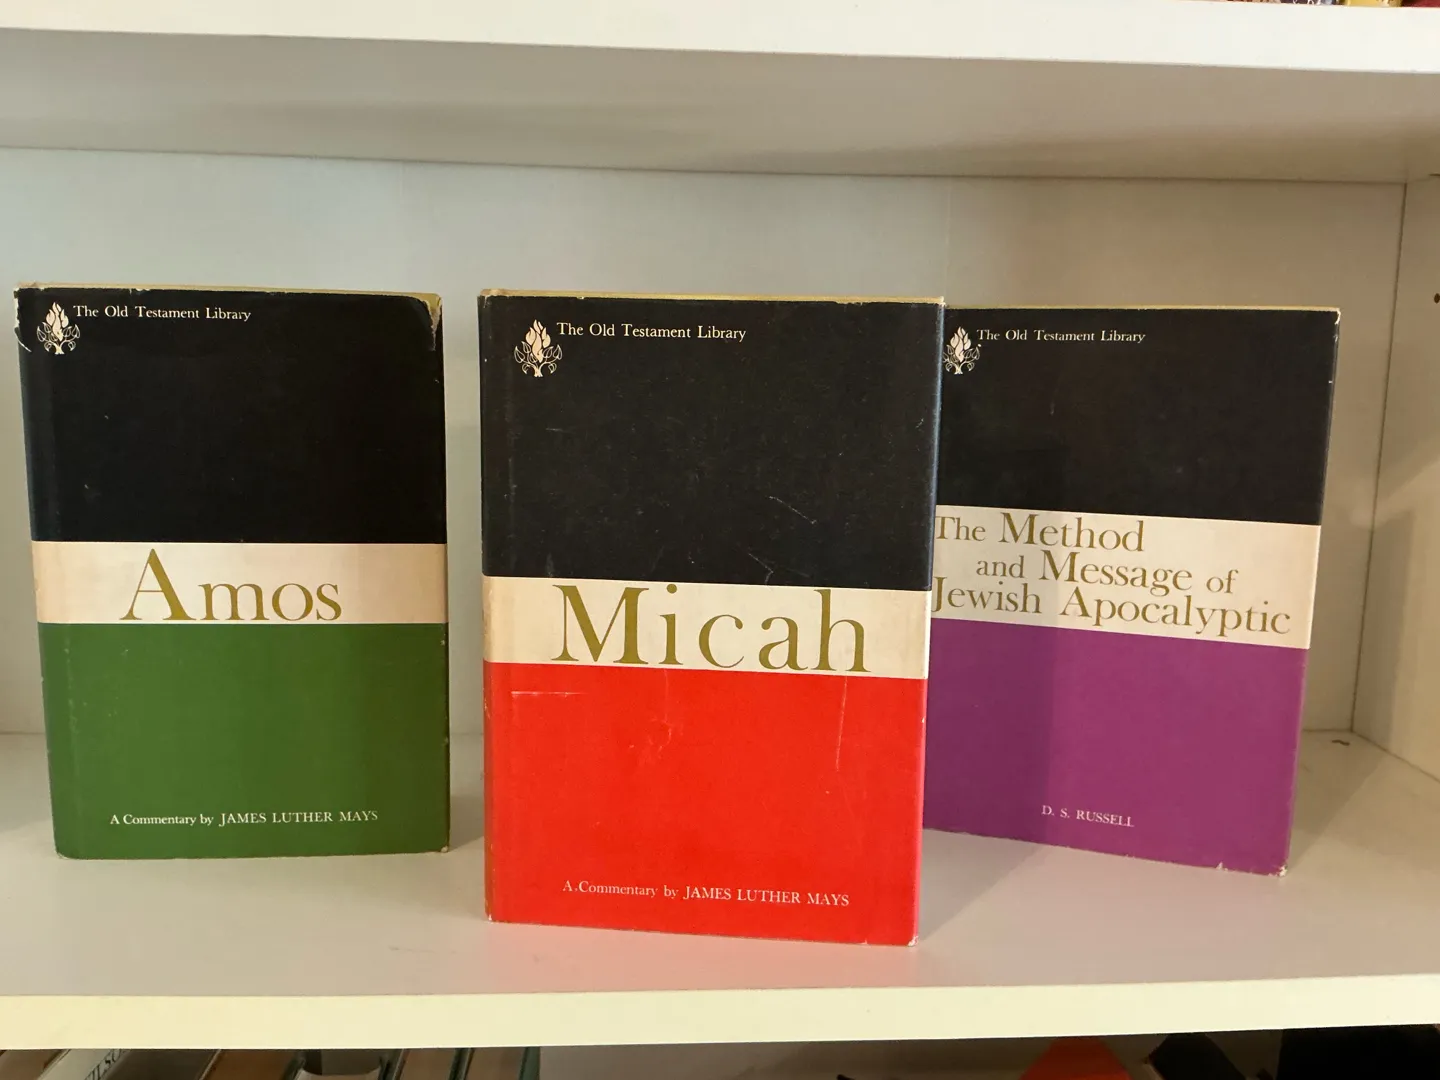 The Old Testament Library
Amos
A Commentary by JAMES LUTHER MAYS
The Old Testament Library
Micah
A Commentary by JAMES LUTHER MAYS
The Old Testament Library
The Method
and Message of
Jewish Apocalyptic
D. S. RUSSELL